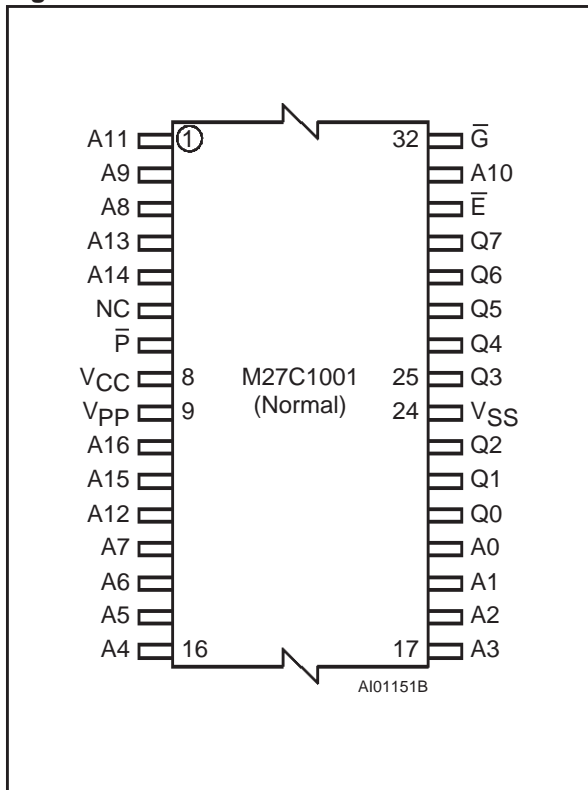 A11 1 32 G̅
A9 A10
A8 E̅
A13 Q7
A14 Q6
NC Q5
P̅ Q4
VCC 8 M27C1001 25 Q3
VPP 9 (Normal) 24 VSS
A16 Q2
A15 Q1
A12 Q0
A7 A0
A6 A1
A5 A2
A4 16 17 A3
AI01151B